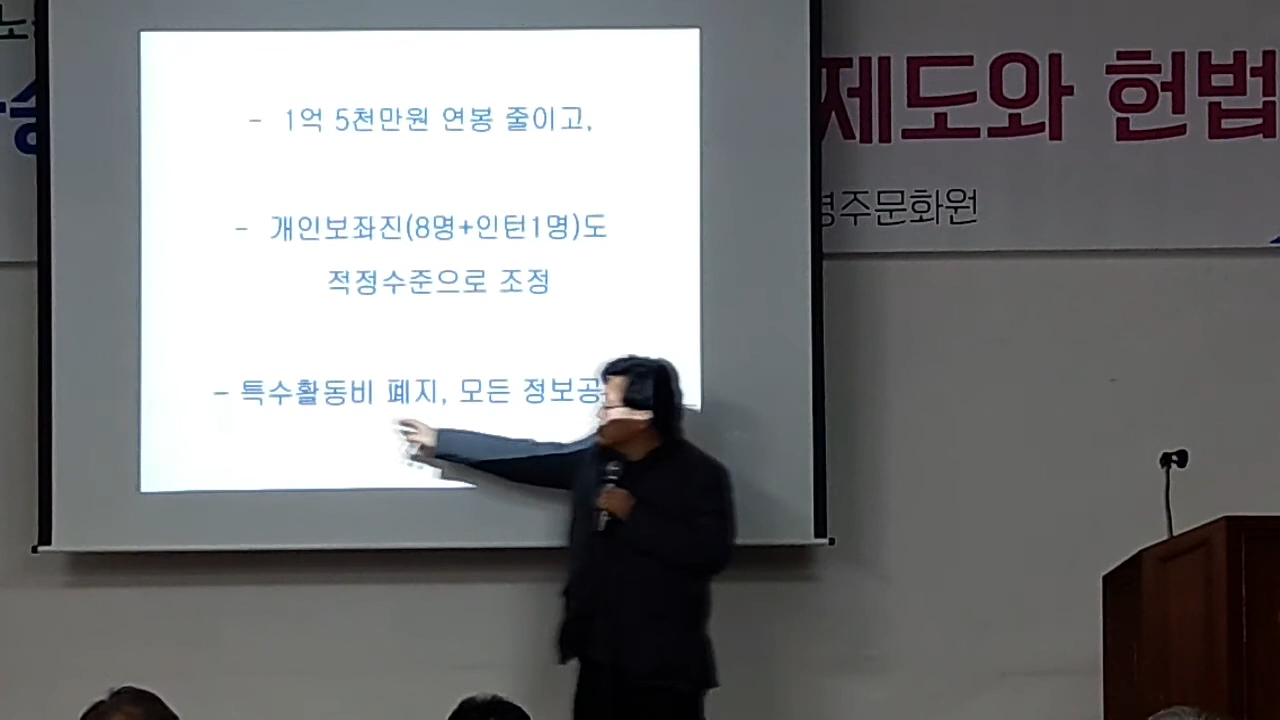 - 1억 5천만원 연봉 줄이고,
- 개인보좌진(8명+인턴1명)도
적정수준으로 조정
- 특수활동비 폐지, 모든 정보공
제도와 헌법
명주문화원